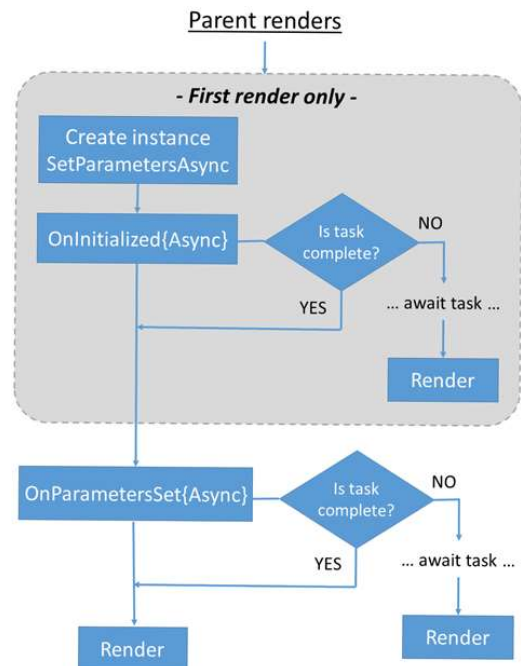 Parent renders
- First render only -
Create instance
SetParametersAsync
OnInitialized{Async}
Is task
complete?
NO
YES
... await task ...
Render
OnParametersSet{Async}
Is task
complete?
NO
YES
... await task ...
Render
Render